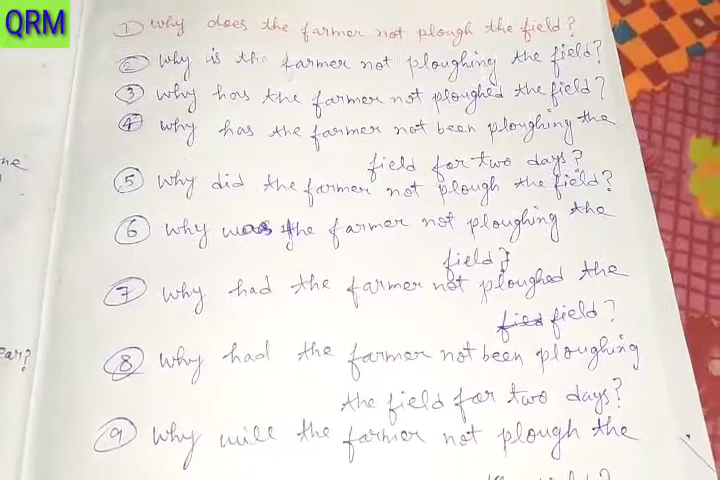 QRM
① Why does the farmer not plough the field?
② Why is the farmer not ploughing the field?
③ Why has the farmer not ploughed the field?
④ Why has the farmer not been ploughing the
field for two days?
⑤ Why did the farmer not plough the field?
⑥ Why was the farmer not ploughing the
field?
⑦ Why had the farmer not ploughed the
field field?
⑧ Why had the farmer not been ploughing
the field for two days?
ear?
⑨ Why will the farmer not plough the